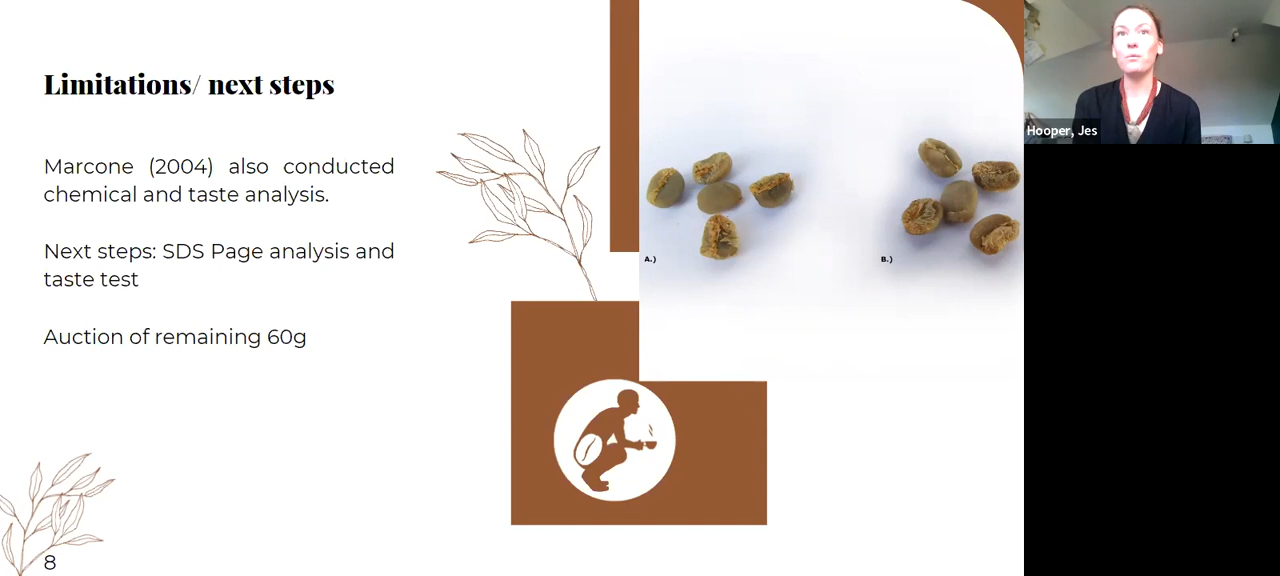 Limitations/ next steps
Marcone (2004) also conducted
chemical and taste analysis.
Next steps: SDS Page analysis and
taste test
Auction of remaining 60g
8
A.)
B.)
Hooper, Jes